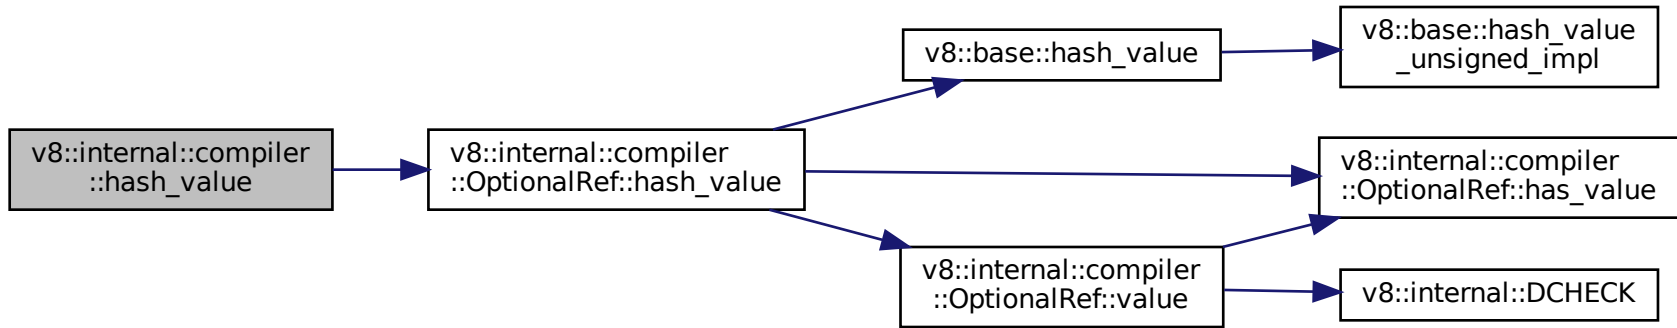 v8::internal::compiler
::hash_value
v8::internal::compiler
::OptionalRef::hash_value
v8::base::hash_value
v8::base::hash_value
_unsigned_impl
v8::internal::compiler
::OptionalRef::has_value
v8::internal::compiler
::OptionalRef::value
v8::internal::DCHECK